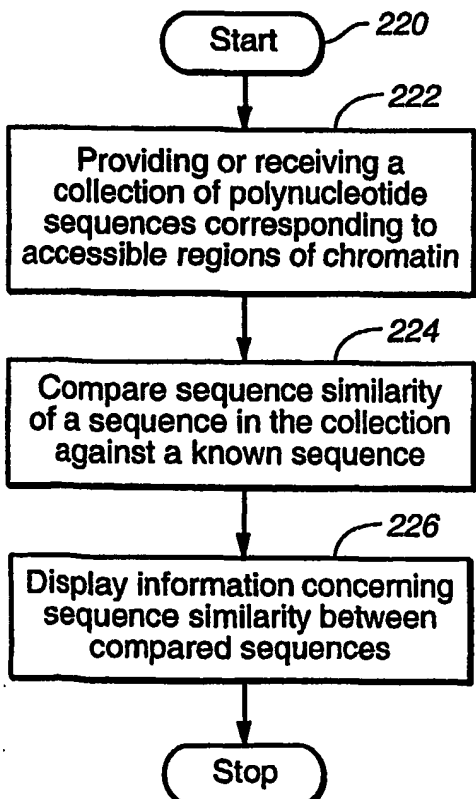 Start
220
222
Providing or receiving a
collection of polynucleotide
sequences corresponding to
accessible regions of chromatin
224
Compare sequence similarity
of a sequence in the collection
against a known sequence
226
Display information concerning
sequence similarity between
compared sequences
Stop